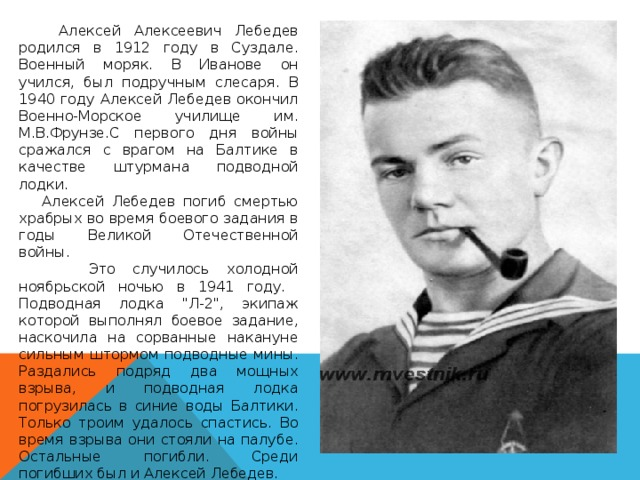 Алексей Алексеевич Лебедев
родился в 1912 году в Суздале.
Военный моряк. В Иванове он
учился, был подручным слесаря. В
1940 году Алексей Лебедев окончил
Военно-Морское училище им.
М.В.Фрунзе.С первого дня войны
сражался с врагом на Балтике в
качестве штурмана подводной
лодки.
Алексей Лебедев погиб смертью
храбрых во время боевого задания в
годы Великой Отечественной
войны.
Это случилось холодной
ноябрьской ночью в 1941 году.
Подводная лодка "Л-2", экипаж
которой выполнял боевое задание,
наскочила на сорванные накануне
сильным штормом подводные мины.
Раздались подряд два мощных
взрыва, и подводная лодка
погрузилась в синие воды Балтики.
Только троим удалось спастись. Во
время взрыва они стояли на палубе.
Остальные погибли. Среди
погибших был и Алексей Лебедев.
www.mvestnik.ru